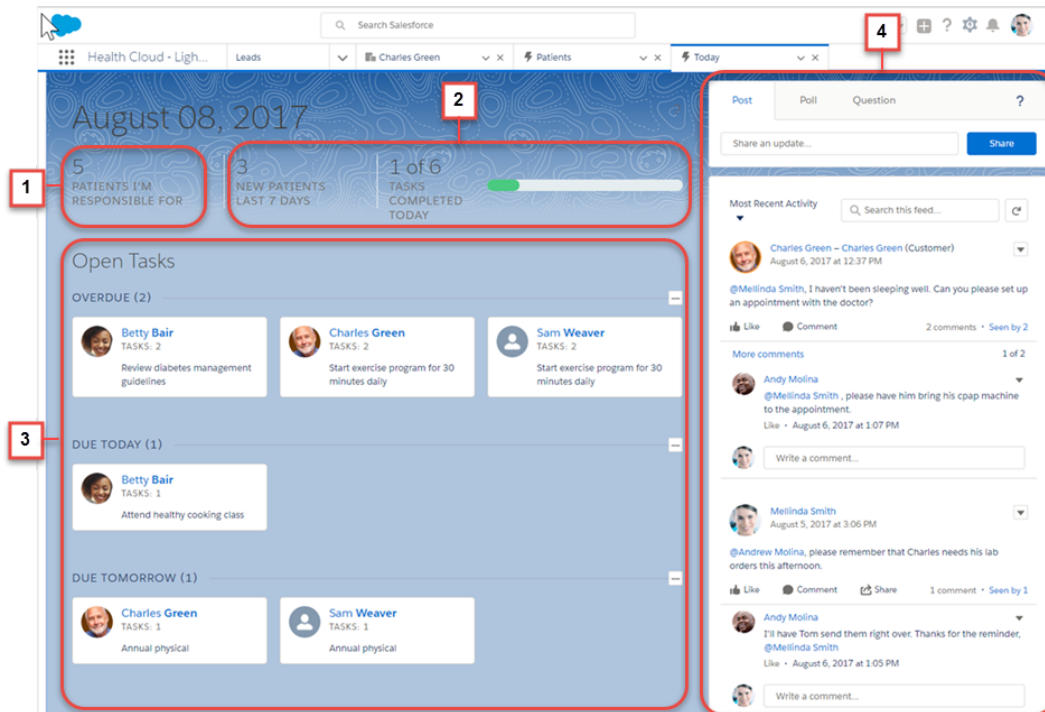 Search Salesforce
4
Health Cloud - Ligh...
Leads
Charles Green
Patients
Today
August 08, 2017
2
1
5
PATIENTS I'M
RESPONSIBLE FOR
3
NEW PATIENTS
LAST 7 DAYS
1 of 6
TASKS
COMPLETED
TODAY
3
Open Tasks
OVERDUE (2)
Betty Bair
TASKS: 2
Review diabetes management
guidelines
Charles Green
TASKS: 2
Start exercise program for 30
minutes daily
Sam Weaver
TASKS: 2
Start exercise program for 30
minutes daily
DUE TODAY (1)
Betty Bair
TASKS: 1
Attend healthy cooking class
DUE TOMORROW (1)
Charles Green
TASKS: 1
Annual physical
Sam Weaver
TASKS: 1
Annual physical
Post
Poll
Question
?
Share an update...
Share
Most Recent Activity
Search this feed...
Charles Green – Charles Green (Customer)
August 6, 2017 at 12:37 PM
@Mellinda Smith, I haven't been sleeping well. Can you please set up
an appointment with the doctor?
Like
Comment
2 comments • Seen by 2
More comments
1 of 2
Andy Molina
@Mellinda Smith , please have him bring his cpap machine
to the appointment.
Like • August 6, 2017 at 1:07 PM
Write a comment...
Mellinda Smith
August 5, 2017 at 3:06 PM
@Andrew Molina, please remember that Charles needs his lab
orders this afternoon.
Like
Comment
Share
1 comment • Seen by 1
Andy Molina
I'll have Tom send them right over. Thanks for the reminder,
@Mellinda Smith
Like • August 6, 2017 at 1:05 PM
Write a comment...